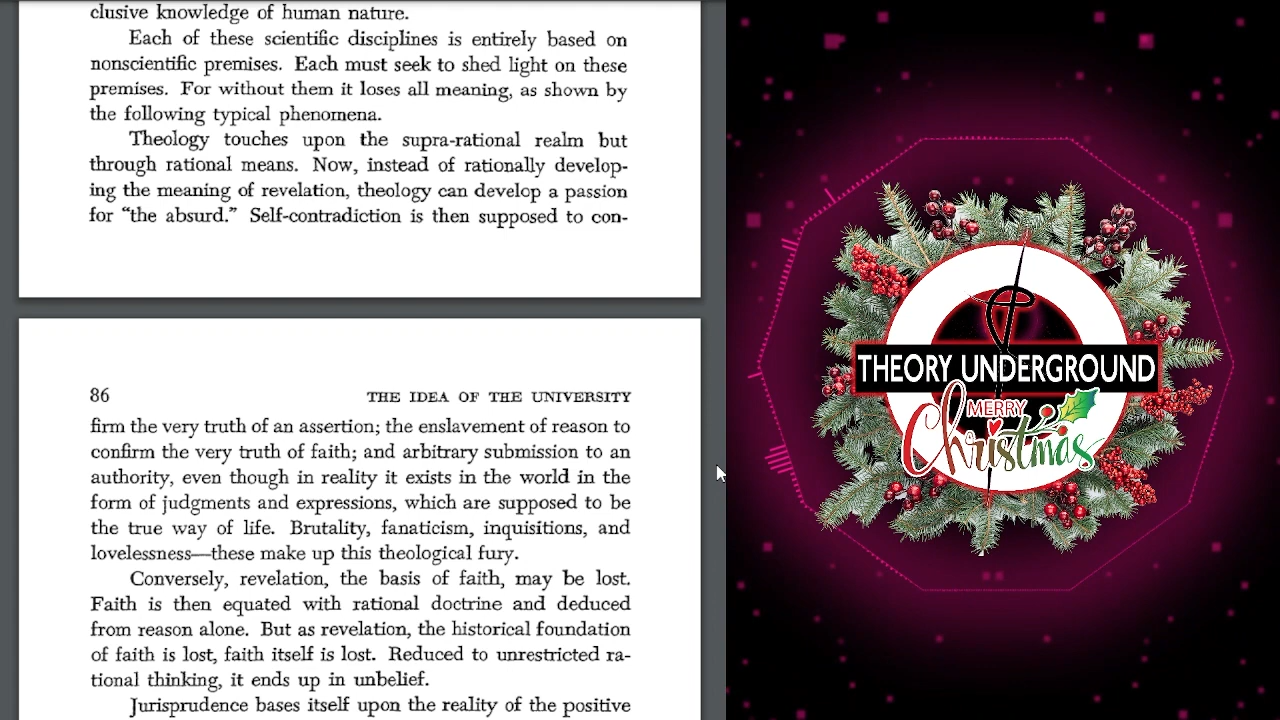 clusive knowledge of human nature.
Each of these scientific disciplines is entirely based on
nonscientific premises. Each must seek to shed light on these
premises. For without them it loses all meaning, as shown by
the following typical phenomena.
Theology touches upon the supra-rational realm but
through rational means. Now, instead of rationally develop-
ing the meaning of revelation, theology can develop a passion
for “the absurd.” Self-contradiction is then supposed to con-
86 THE IDEA OF THE UNIVERSITY
firm the very truth of an assertion; the enslavement of reason to
confirm the very truth of faith; and arbitrary submission to an
authority, even though in reality it exists in the world in the
form of judgments and expressions, which are supposed to be
the true way of life. Brutality, fanaticism, inquisitions, and
lovelessness—these make up this theological fury.
Conversely, revelation, the basis of faith, may be lost.
Faith is then equated with rational doctrine and deduced
from reason alone. But as revelation, the historical foundation
of faith is lost, faith itself is lost. Reduced to unrestricted ra-
tional thinking, it ends up in unbelief.
Jurisprudence bases itself upon the reality of the positive
THEORY UNDERGROUND
MERRY
Christmas